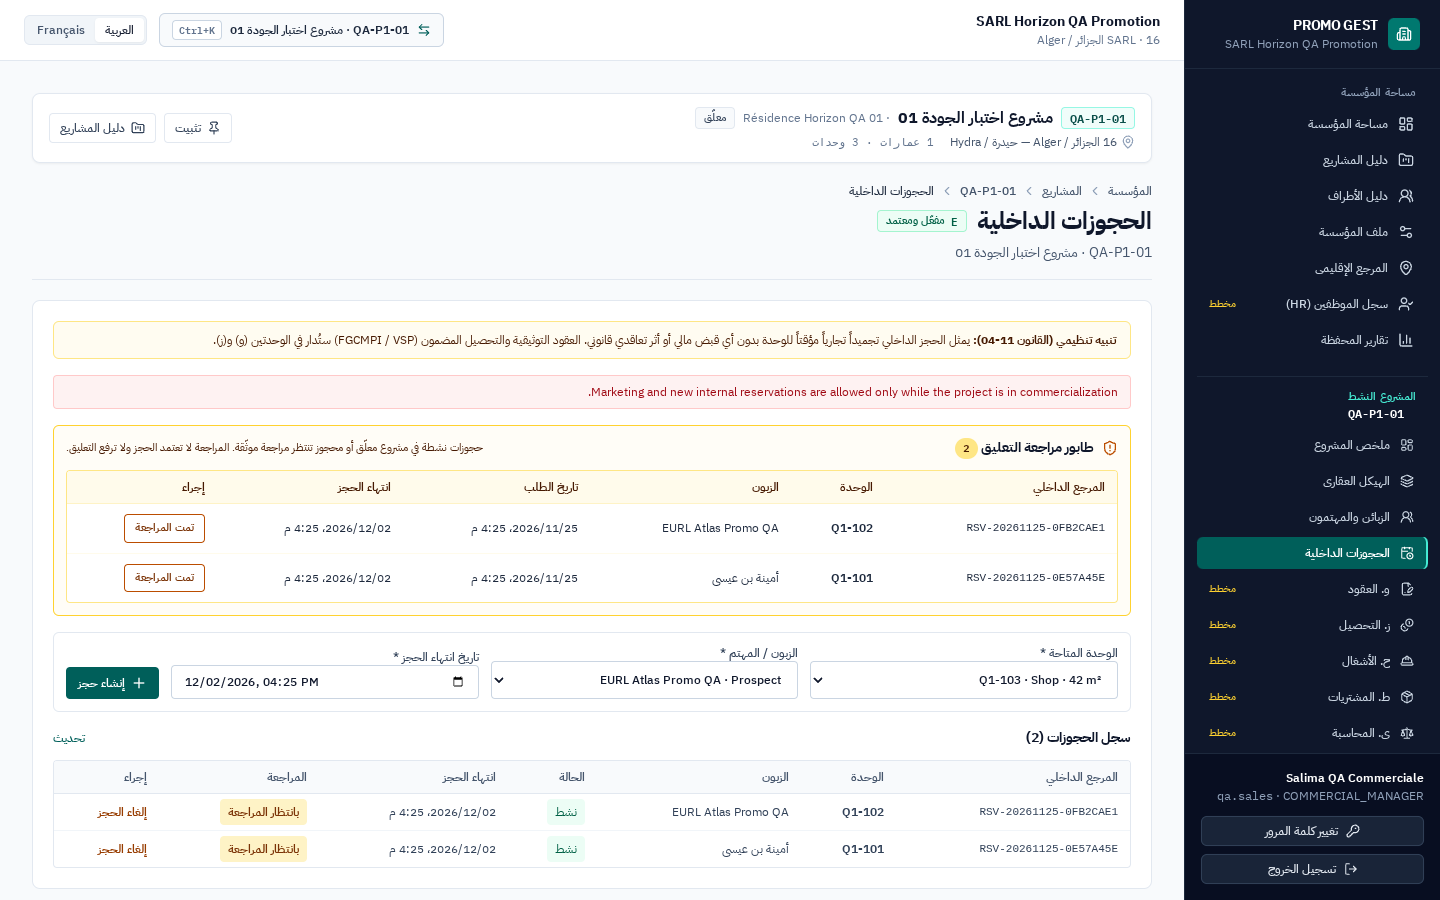 PROMO GEST
SARL Horizon QA Promotion
مساحة المؤسسة
مساحة المؤسسة
دليل المشاريع
دليل الأطراف
ملف المؤسسة
المرجع الإقليمي
سجل الموظفين (HR) مخطط
تقارير المحفظة
المشروع النشط
QA-P1-01
ملخص المشروع
الهيكل العقاري
الزبائن والمهتمون
الحجوزات الداخلية
و. العقود مخطط
ز. التحصيل مخطط
ح. الأشغال مخطط
ط. المشتريات مخطط
ي. المحاسبة مخطط
Salima QA Commerciale
qa.sales · COMMERCIAL_MANAGER
تغيير كلمة المرور
تسجيل الخروج
SARL Horizon QA Promotion
SARL · 16 الجزائر / Alger
QA-P1-01 · مشروع اختبار الجودة 01 Ctrl+K
العربية Français
QA-P1-01 مشروع اختبار الجودة 01 · Résidence Horizon QA 01 معلّق
16 الجزائر / Alger — حيدرة / Hydra 1 عمارات · 3 وحدات
تثبيت
دليل المشاريع
المؤسسة
المشاريع
QA-P1-01
الحجوزات الداخلية
الحجوزات الداخلية E مفعّل ومعتمد
QA-P1-01 · مشروع اختبار الجودة 01
تنبيه تنظيمي (القانون 11-04): يمثل الحجز الداخلي تجميداً تجارياً مؤقتاً للوحدة بدون أي قبض مالي أو أثر تعاقدي قانوني. العقود التوثيقية والتحصيل المضمون (FGCMPI / VSP) ستُدار في الوحدتين (و) و(ز).
Marketing and new internal reservations are allowed only while the project is in commercialization.
طابور مراجعة التعليق 2
حجوزات نشطة في مشروع معلّق أو محجوز تنتظر مراجعة موثّقة. المراجعة لا تعتمد الحجز ولا ترفع التعليق.
المرجع الداخلي الوحدة الزبون تاريخ الطلب انتهاء الحجز إجراء
RSV-20261125-0FB2CAE1 Q1-102 EURL Atlas Promo QA 2026/11/25، 4:25 م 2026/12/02، 4:25 م تمت المراجعة
RSV-20261125-0E57A45E Q1-101 أمينة بن عيسى 2026/11/25، 4:25 م 2026/12/02، 4:25 م تمت المراجعة
الوحدة المتاحة * الزبون / المهتم * تاريخ انتهاء الحجز *
Q1-103 · Shop · 42 m² EURL Atlas Promo QA · Prospect 12/02/2026, 04:25 PM إنشاء حجز
سجل الحجوزات (2) تحديث
المرجع الداخلي الوحدة الزبون الحالة انتهاء الحجز المراجعة إجراء
RSV-20261125-0FB2CAE1 Q1-102 EURL Atlas Promo QA نشط 2026/12/02، 4:25 م بانتظار المراجعة إلغاء الحجز
RSV-20261125-0E57A45E Q1-101 أمينة بن عيسى نشط 2026/12/02، 4:25 م بانتظار المراجعة إلغاء الحجز